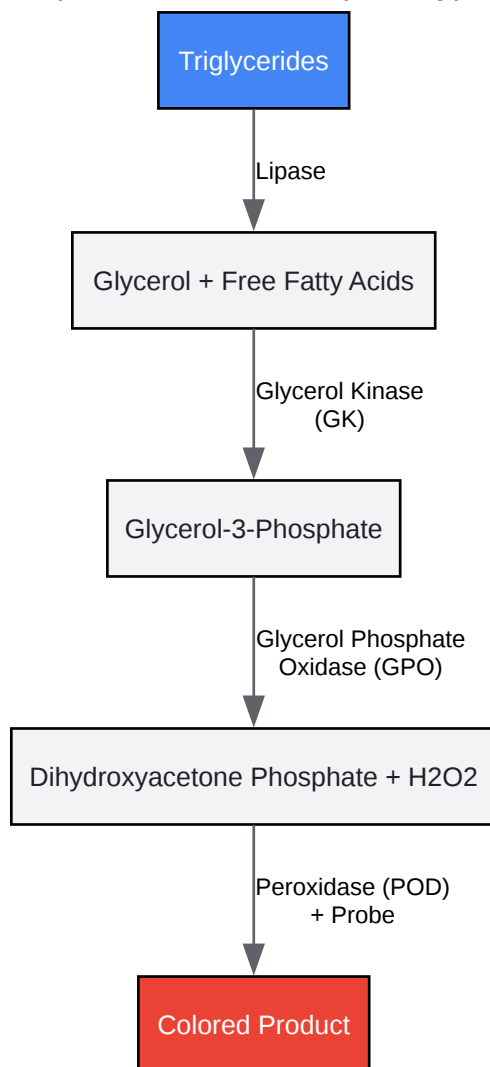 Triglycerides
Lipase
Glycerol + Free Fatty Acids
Glycerol Kinase
(GK)
Glycerol-3-Phosphate
Glycerol Phosphate
Oxidase (GPO)
Dihydroxyacetone Phosphate + H2O2
Peroxidase (POD)
+ Probe
Colored Product